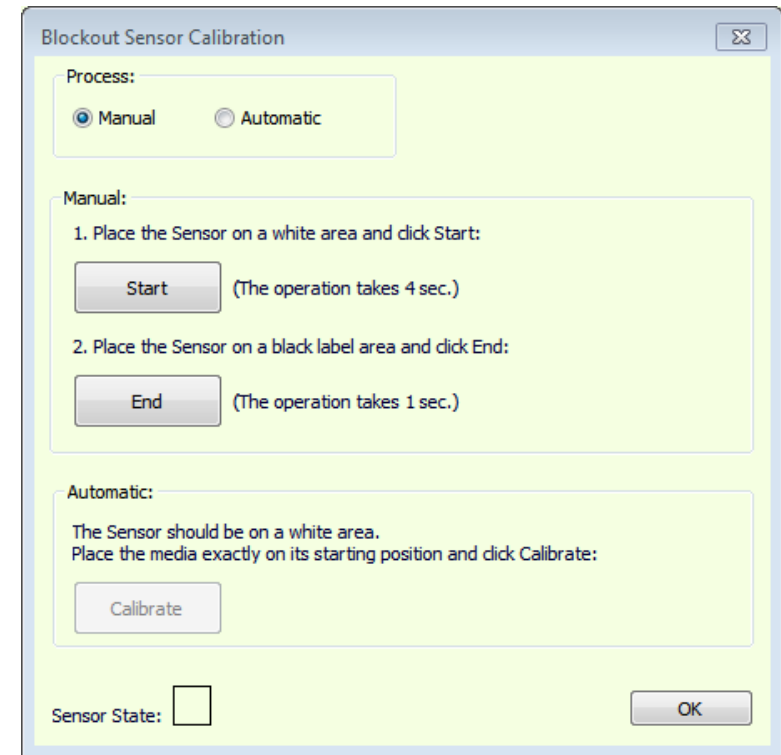 Blockout Sensor Calibration
Process:
Manual
Automatic
Manual:
1. Place the Sensor on a white area and click Start:
Start
(The operation takes 4 sec.)
2. Place the Sensor on a black label area and click End:
End
(The operation takes 1 sec.)
Automatic:
The Sensor should be on a white area.
Place the media exactly on its starting position and click Calibrate:
Calibrate
Sensor State:
OK